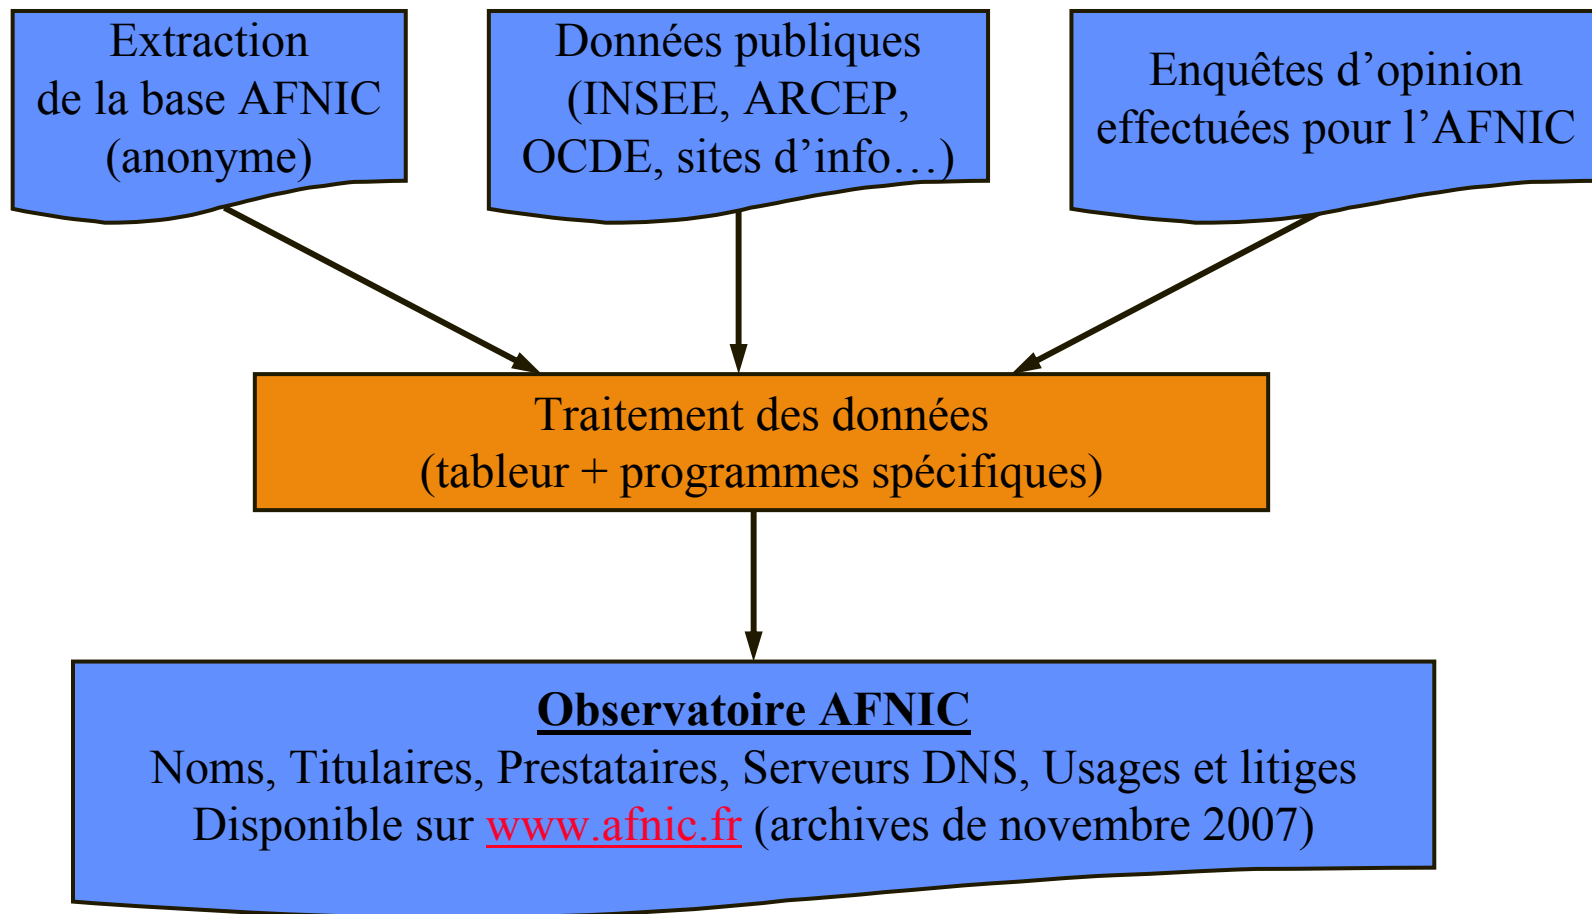 Extraction
de la base AFNIC
(anonyme)
Données publiques
(INSEE, ARCEP,
OCDE, sites d’info…)
Enquêtes d’opinion
effectuées pour l’AFNIC
Traitement des données
(tableur + programmes spécifiques)
Observatoire AFNIC
Noms, Titulaires, Prestataires, Serveurs DNS, Usages et litiges
Disponible sur www.afnic.fr (archives de novembre 2007)